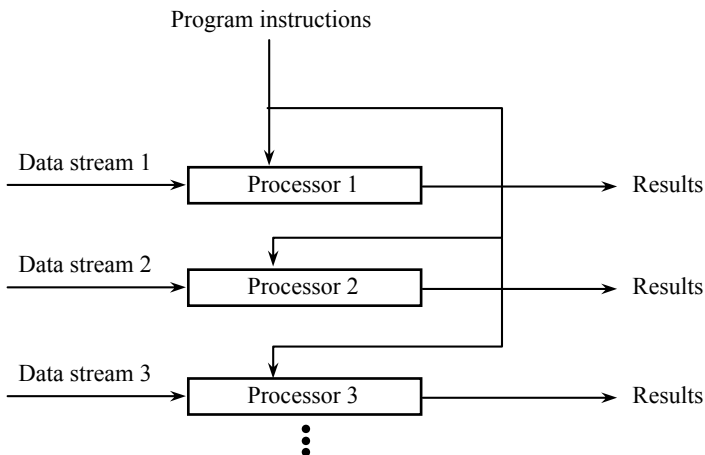 Program instructions
Data stream 1
Processor 1
Results
Data stream 2
Processor 2
Results
Data stream 3
Processor 3
Results